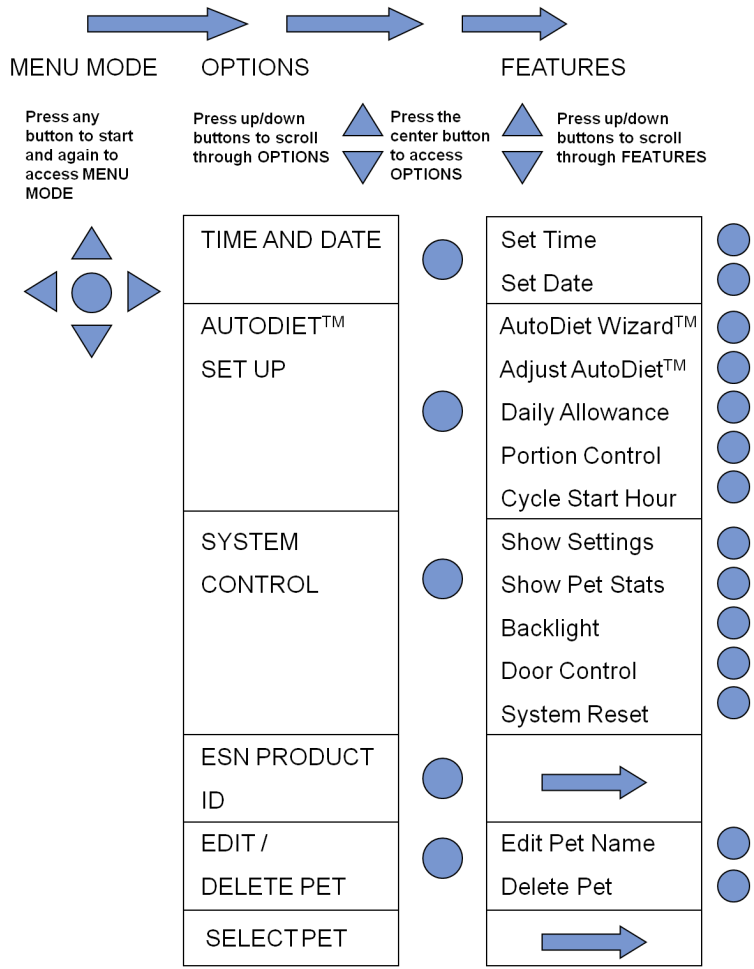 MENU MODE
OPTIONS
FEATURES
Press any
button to start
and again to
access MENU
MODE
Press up/down
buttons to scroll
through OPTIONS
Press the
center button
to access
OPTIONS
Press up/down
buttons to scroll
through FEATURES
TIME AND DATE
Set Time
Set Date
AUTODIET™
SET UP
AutoDiet Wizard™
Adjust AutoDiet™
Daily Allowance
Portion Control
Cycle Start Hour
SYSTEM
CONTROL
Show Settings
Show Pet Stats
Backlight
Door Control
System Reset
ESN PRODUCT
ID
EDIT /
DELETE PET
Edit Pet Name
Delete Pet
SELECT PET